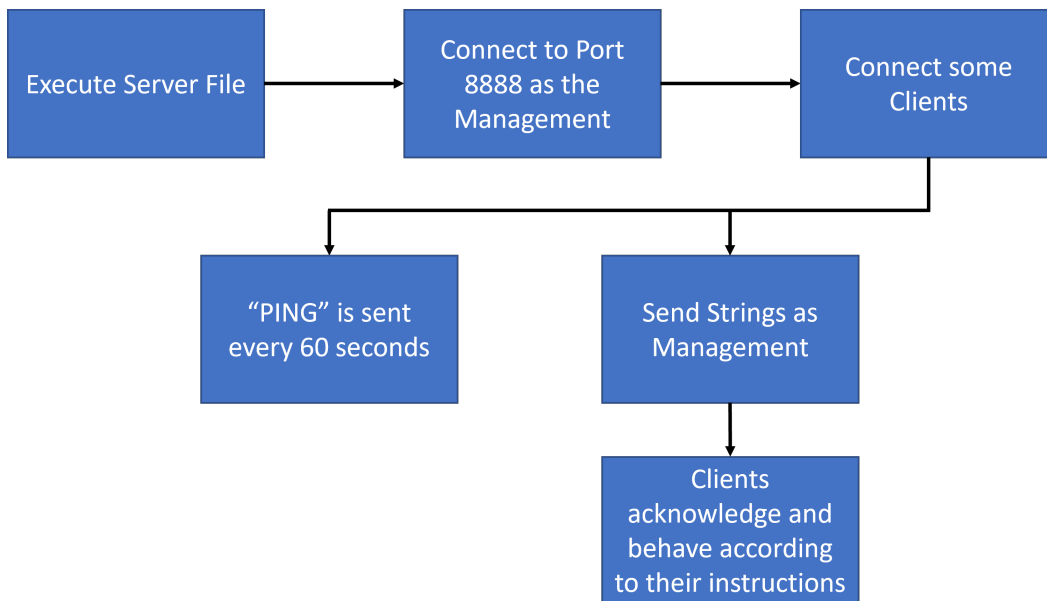 Execute Server File
Connect to Port
8888 as the
Management
Connect some
Clients
“PING” is sent
every 60 seconds
Send Strings as
Management
Clients
acknowledge and
behave according
to their instructions